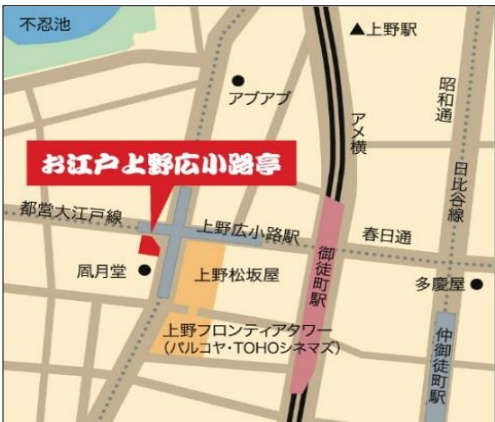 不忍池
▲上野駅
アブアブ
昭和通
アメ横
日比谷線
お江戸上野広小路亭
都営大江戸線
上野広小路駅
春日通
御徒町駅
凮月堂
上野松坂屋
多慶屋
上野フロンティアタワー
(パルコヤ・TOHOシネマズ)
仲御徒町駅